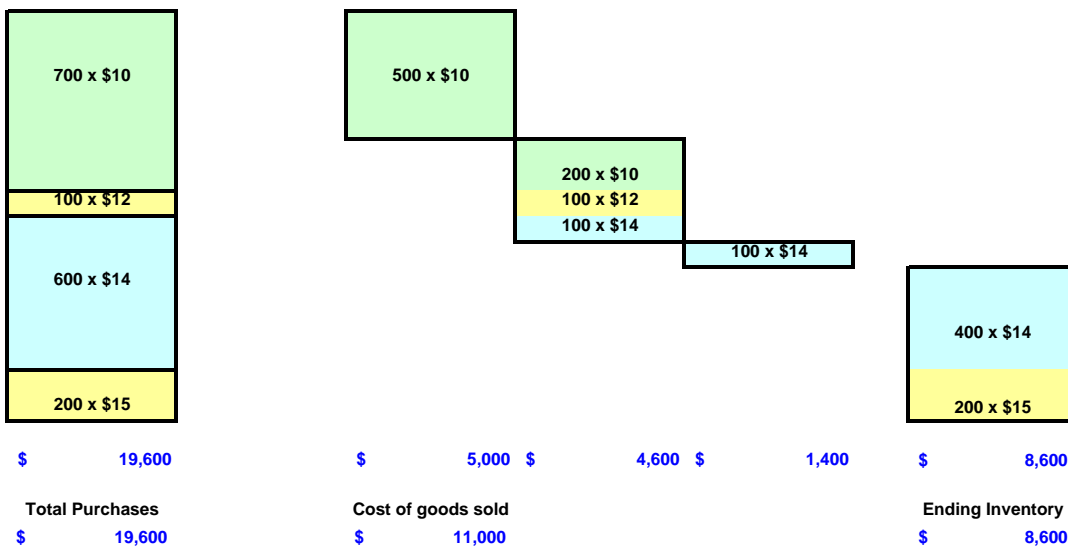 700 x $10 500 x $10
200 x $10
100 x $12 100 x $12
100 x $14
100 x $14
600 x $14
400 x $14
200 x $15 200 x $15
$ 19,600 $ 5,000 $ 4,600 $ 1,400 $ 8,600
Total Purchases Cost of goods sold Ending Inventory
$ 19,600 $ 11,000 $ 8,600